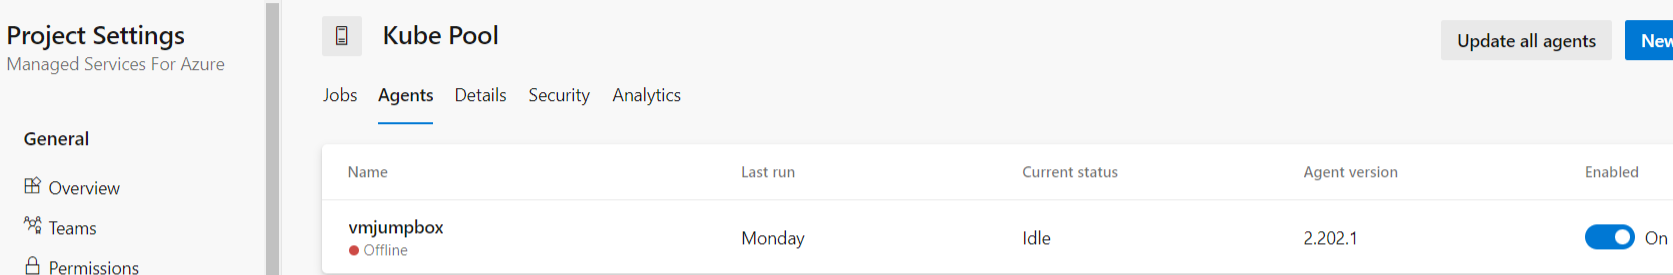 Project Settings
Managed Services For Azure
General
Overview
Teams
Permissions
Kube Pool
Update all agents
New
Jobs Agents Details Security Analytics
Name Last run Current status Agent version Enabled
vmjumpbox Monday Idle 2.202.1 On
Offline